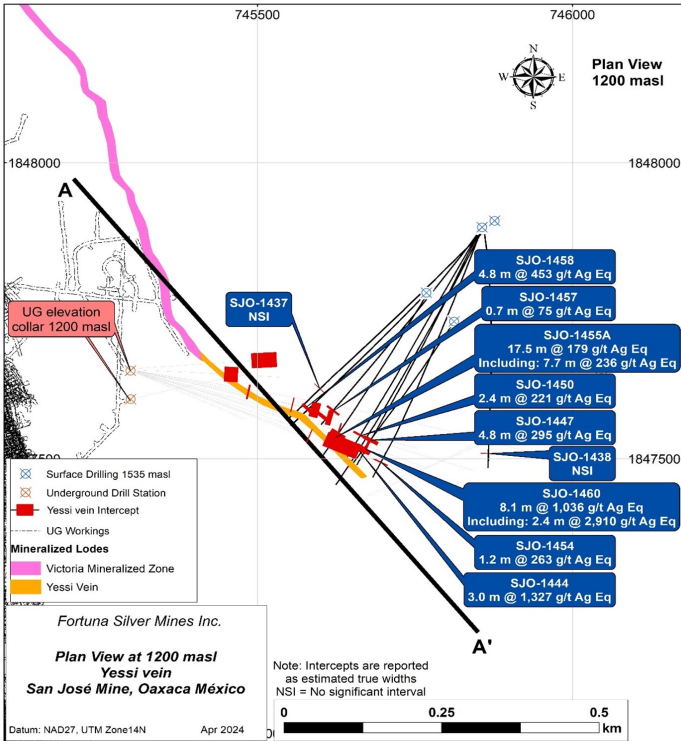 745500
746000
N
W
E
S
Plan View
1200 masl
1848000
1848000
A
SJO-1458
4.8 m @ 453 g/t Ag Eq
SJO-1437
NSI
SJO-1457
0.7 m @ 75 g/t Ag Eq
UG elevation
collar 1200 masl
SJO-1455A
17.5 m @ 179 g/t Ag Eq
Including: 7.7 m @ 236 g/t Ag Eq
SJO-1450
2.4 m @ 221 g/t Ag Eq
SJO-1447
4.8 m @ 295 g/t Ag Eq
SJO-1438
NSI
1847500
SJO-1460
8.1 m @ 1,036 g/t Ag Eq
Including: 2.4 m @ 2,910 g/t Ag Eq
SJO-1454
1.2 m @ 263 g/t Ag Eq
SJO-1444
3.0 m @ 1,327 g/t Ag Eq
A'
Surface Drilling 1535 masl
Underground Drill Station
Yessi vein Intercept
UG Workings
Mineralized Lodes
Victoria Mineralized Zone
Yessi Vein
Fortuna Silver Mines Inc.
Plan View at 1200 masl
Yessi vein
San José Mine, Oaxaca México
Datum: NAD27, UTM Zone14N Apr 2024
Note: Intercepts are reported
as estimated true widths
NSI = No significant interval
0 0.25 0.5
km